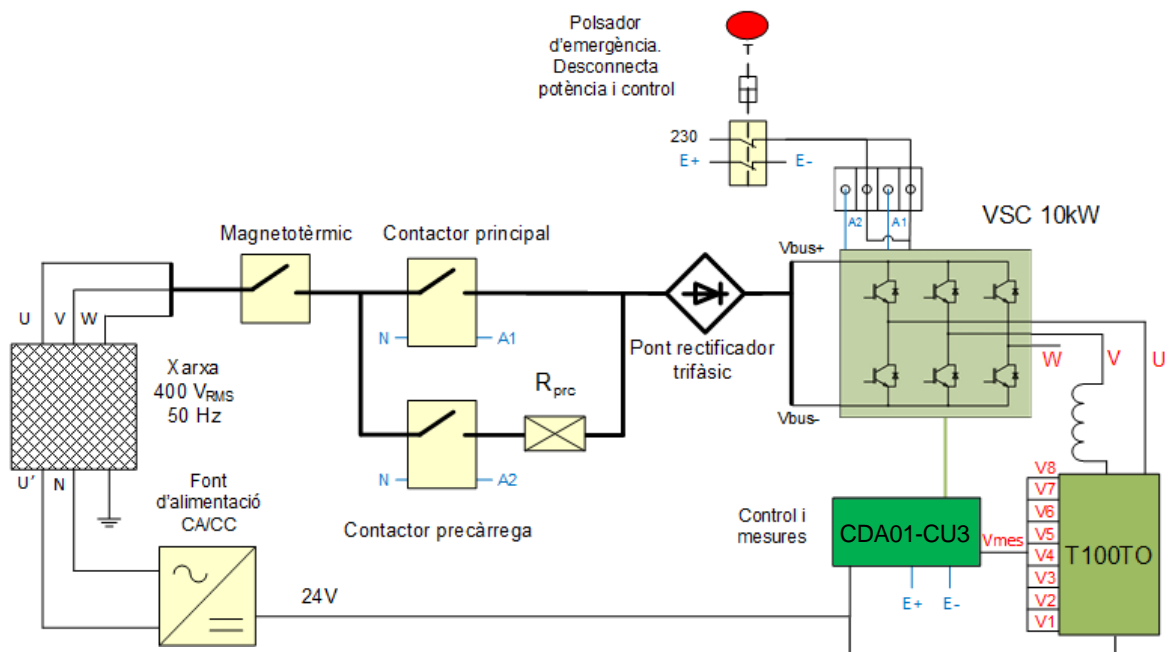 Polsador
d'emergència.
Desconnecta
potència i control
230
E+
E-
A2
A1
VSC 10kW
Magnetotèrmic
Contactor principal
Vbus+
U
V
W
N
A1
Pont rectificador
trifàsic
W
V
U
Xarxa
400 VRMS
50 Hz
Rprc
Vbus-
N
A2
U'
N
Font
d'alimentació
CA/CC
Contactor precàrrega
Control i
mesures
CDA01-CU3
Vmes
V8
V7
V6
V5
V4
V3
V2
V1
T100TO
24V
E+
E-